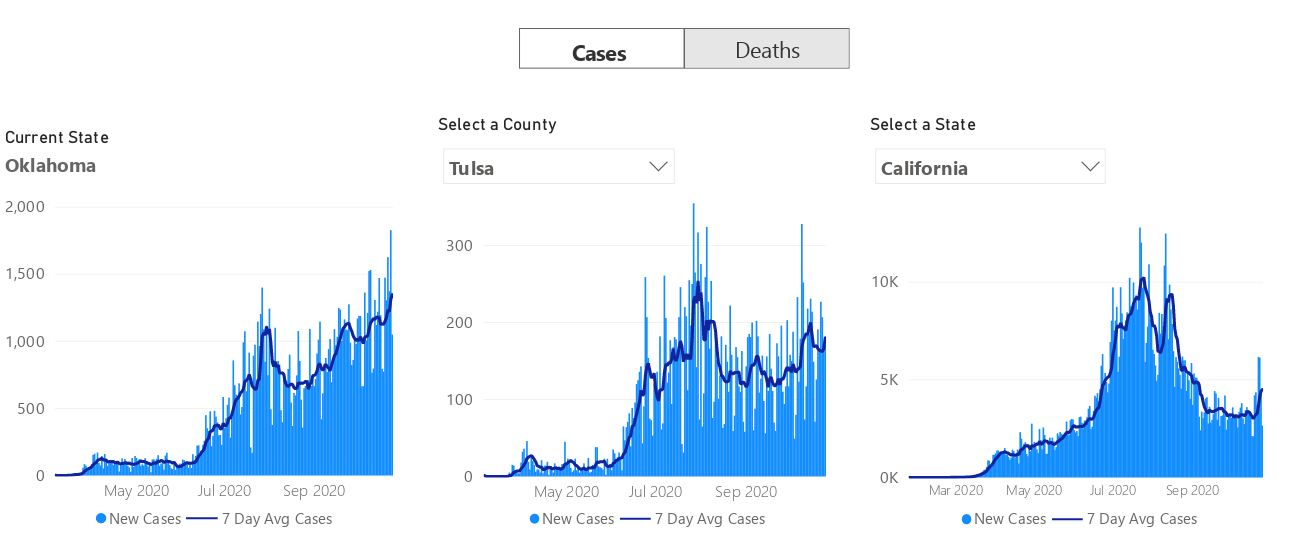 Cases Deaths
Current State
Oklahoma
2,000
1,500
1,000
500
0
May 2020 Jul 2020 Sep 2020
New Cases 7 Day Avg Cases
Select a County
Tulsa
300
200
100
0
May 2020 Jul 2020 Sep 2020
New Cases 7 Day Avg Cases
Select a State
California
10K
5K
0K
Mar 2020 May 2020 Jul 2020 Sep 2020
New Cases 7 Day Avg Cases